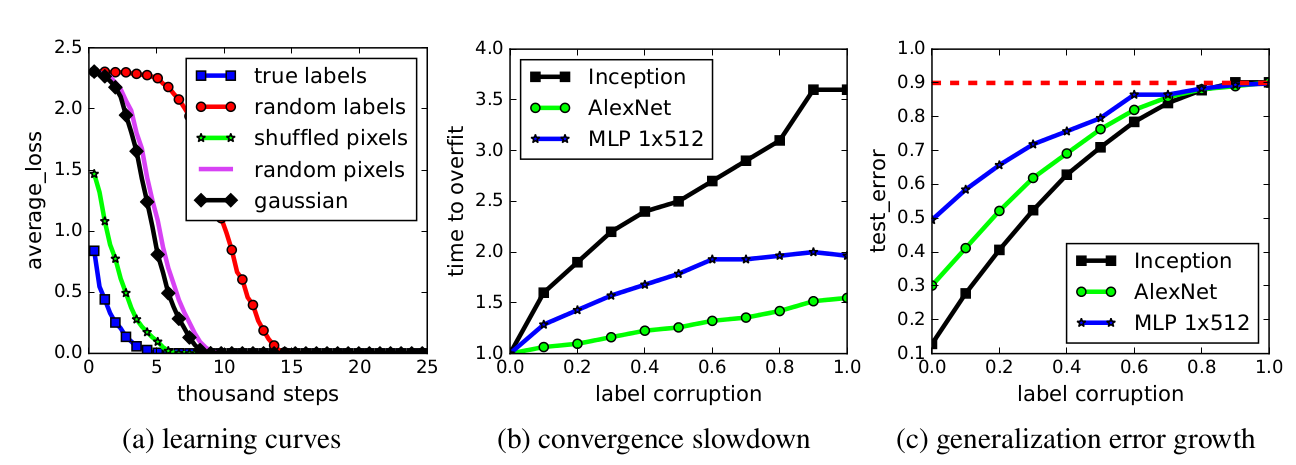 2.5
2.0
1.5
1.0
0.5
0.0
0
5
10
15
20
25
average_loss
thousand steps
true labels
random labels
shuffled pixels
random pixels
gaussian
(a) learning curves
4.0
3.5
3.0
2.5
2.0
1.5
1.0
0.0
0.2
0.4
0.6
0.8
1.0
time to overfit
label corruption
Inception
AlexNet
MLP 1x512
(b) convergence slowdown
1.0
0.9
0.8
0.7
0.6
0.5
0.4
0.3
0.2
0.1
0.0
0.2
0.4
0.6
0.8
1.0
test_error
label corruption
Inception
AlexNet
MLP 1x512
(c) generalization error growth